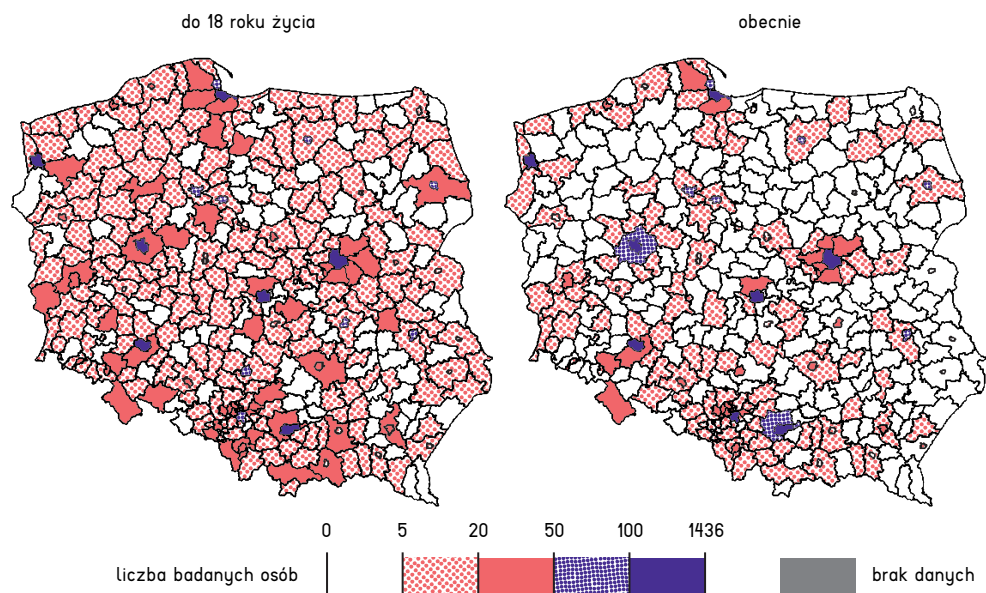 do 18 roku życia
obecnie
0 5 20 50 100 1436
liczba badanych osób
brak danych